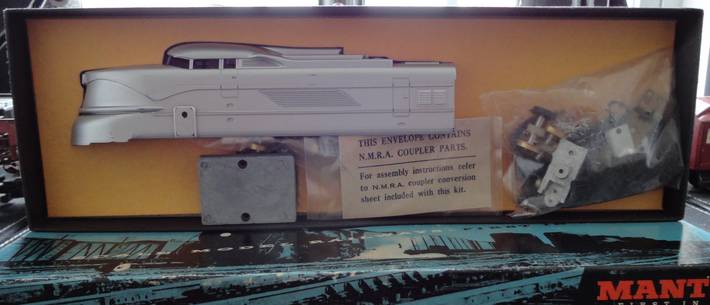 THIS ENVELOPE CONTAINS
N.M.R.A. COUPLER PARTS.
For assembly instructions refer
to N.M.R.A. coupler conversion
sheet included with this kit.
MANT